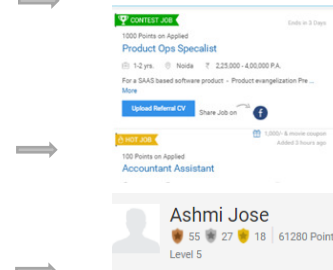 CONTEST JOB
Ends in 3 Days
1000 Points on Applied
Product Ops Specalist
1-2 yrs. Noida ₹ 2,25,000 - 4,00,000 P.A.
For a SAAS based software product - Product evangelization Pre ...
More
Upload Referral CV Share Job on f
HOT JOB
1,000/- & movie coupon
Added 3 hours ago
100 Points on Applied
Accountant Assistant
Ashmi Jose
55 27 18 61280 Point
Level 5